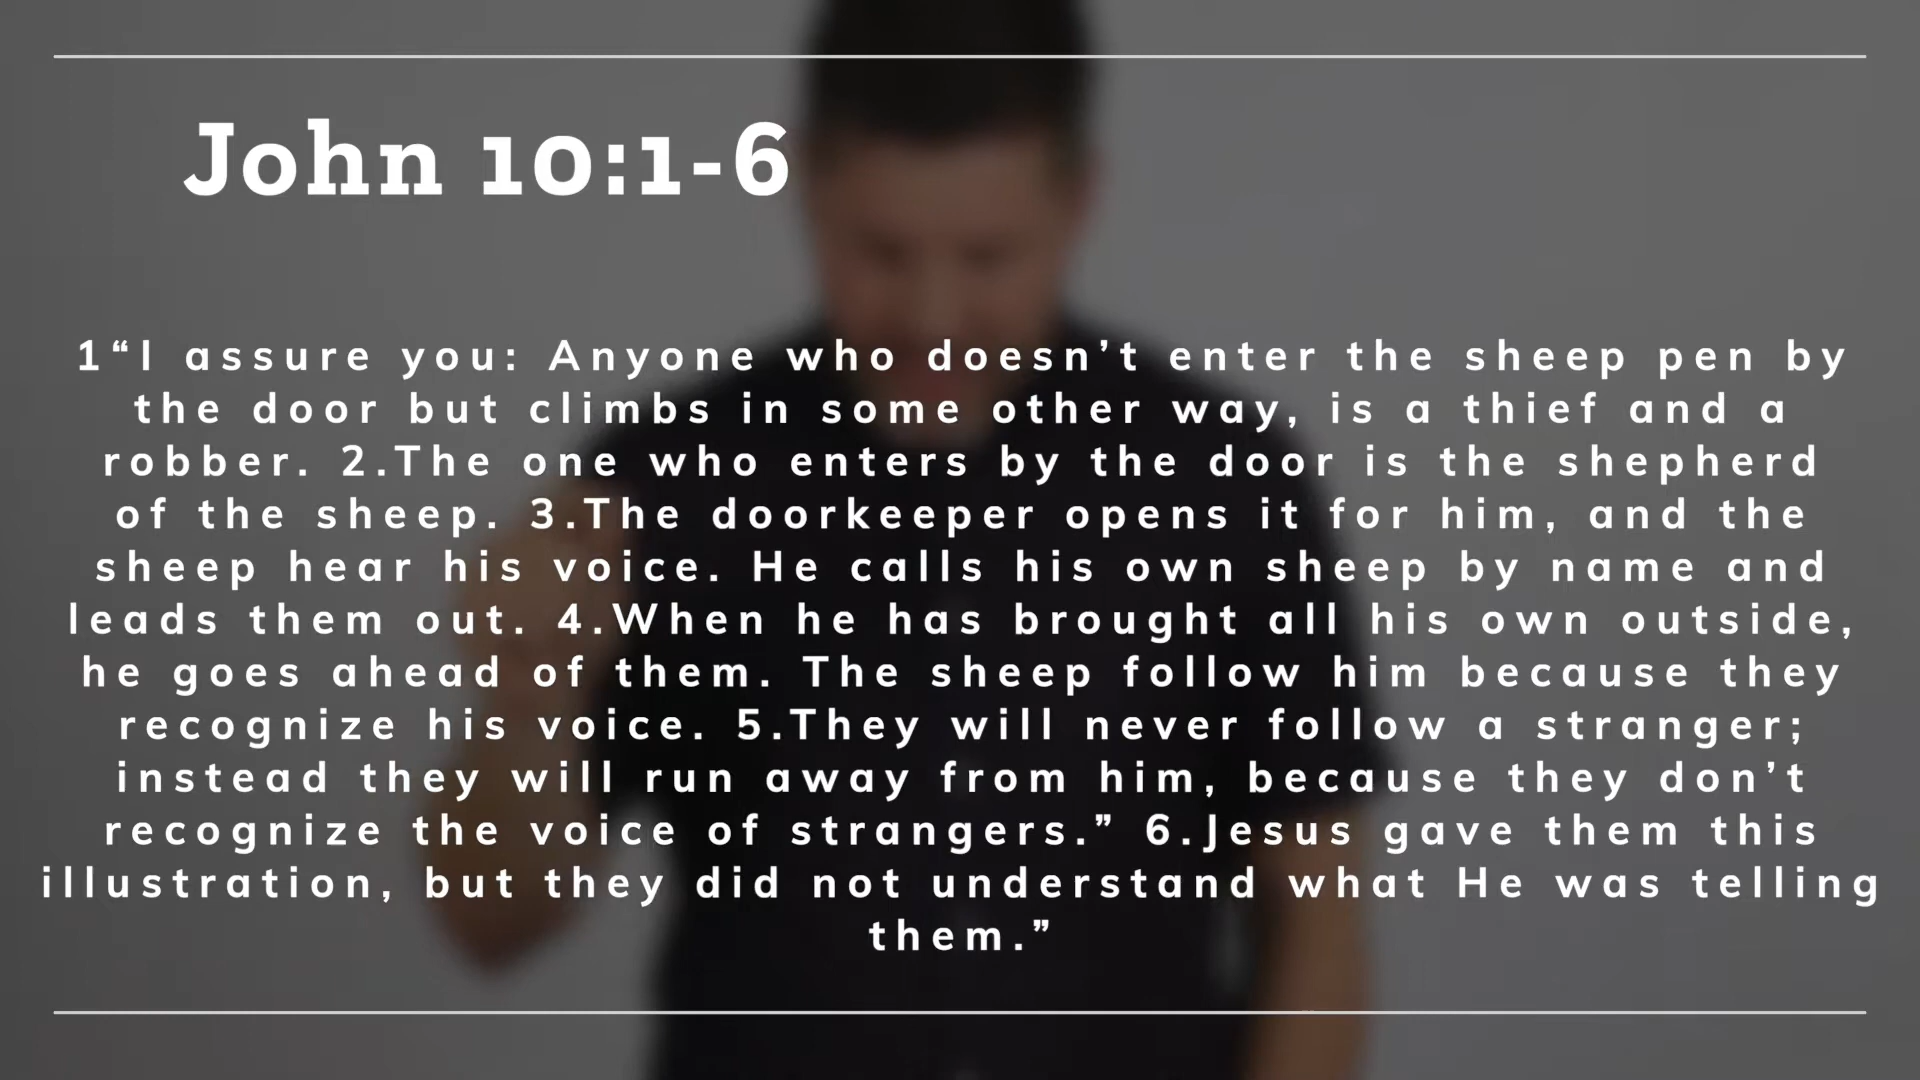 John 10:1-6
1“I assure you: Anyone who doesn’t enter the sheep pen by
the door but climbs in some other way, is a thief and a
robber. 2.The one who enters by the door is the shepherd
of the sheep. 3.The doorkeeper opens it for him, and the
sheep hear his voice. He calls his own sheep by name and
leads them out. 4.When he has brought all his own outside,
he goes ahead of them. The sheep follow him because they
recognize his voice. 5.They will never follow a stranger;
instead they will run away from him, because they don’t
recognize the voice of strangers.” 6.Jesus gave them this
illustration, but they did not understand what He was telling
them.”